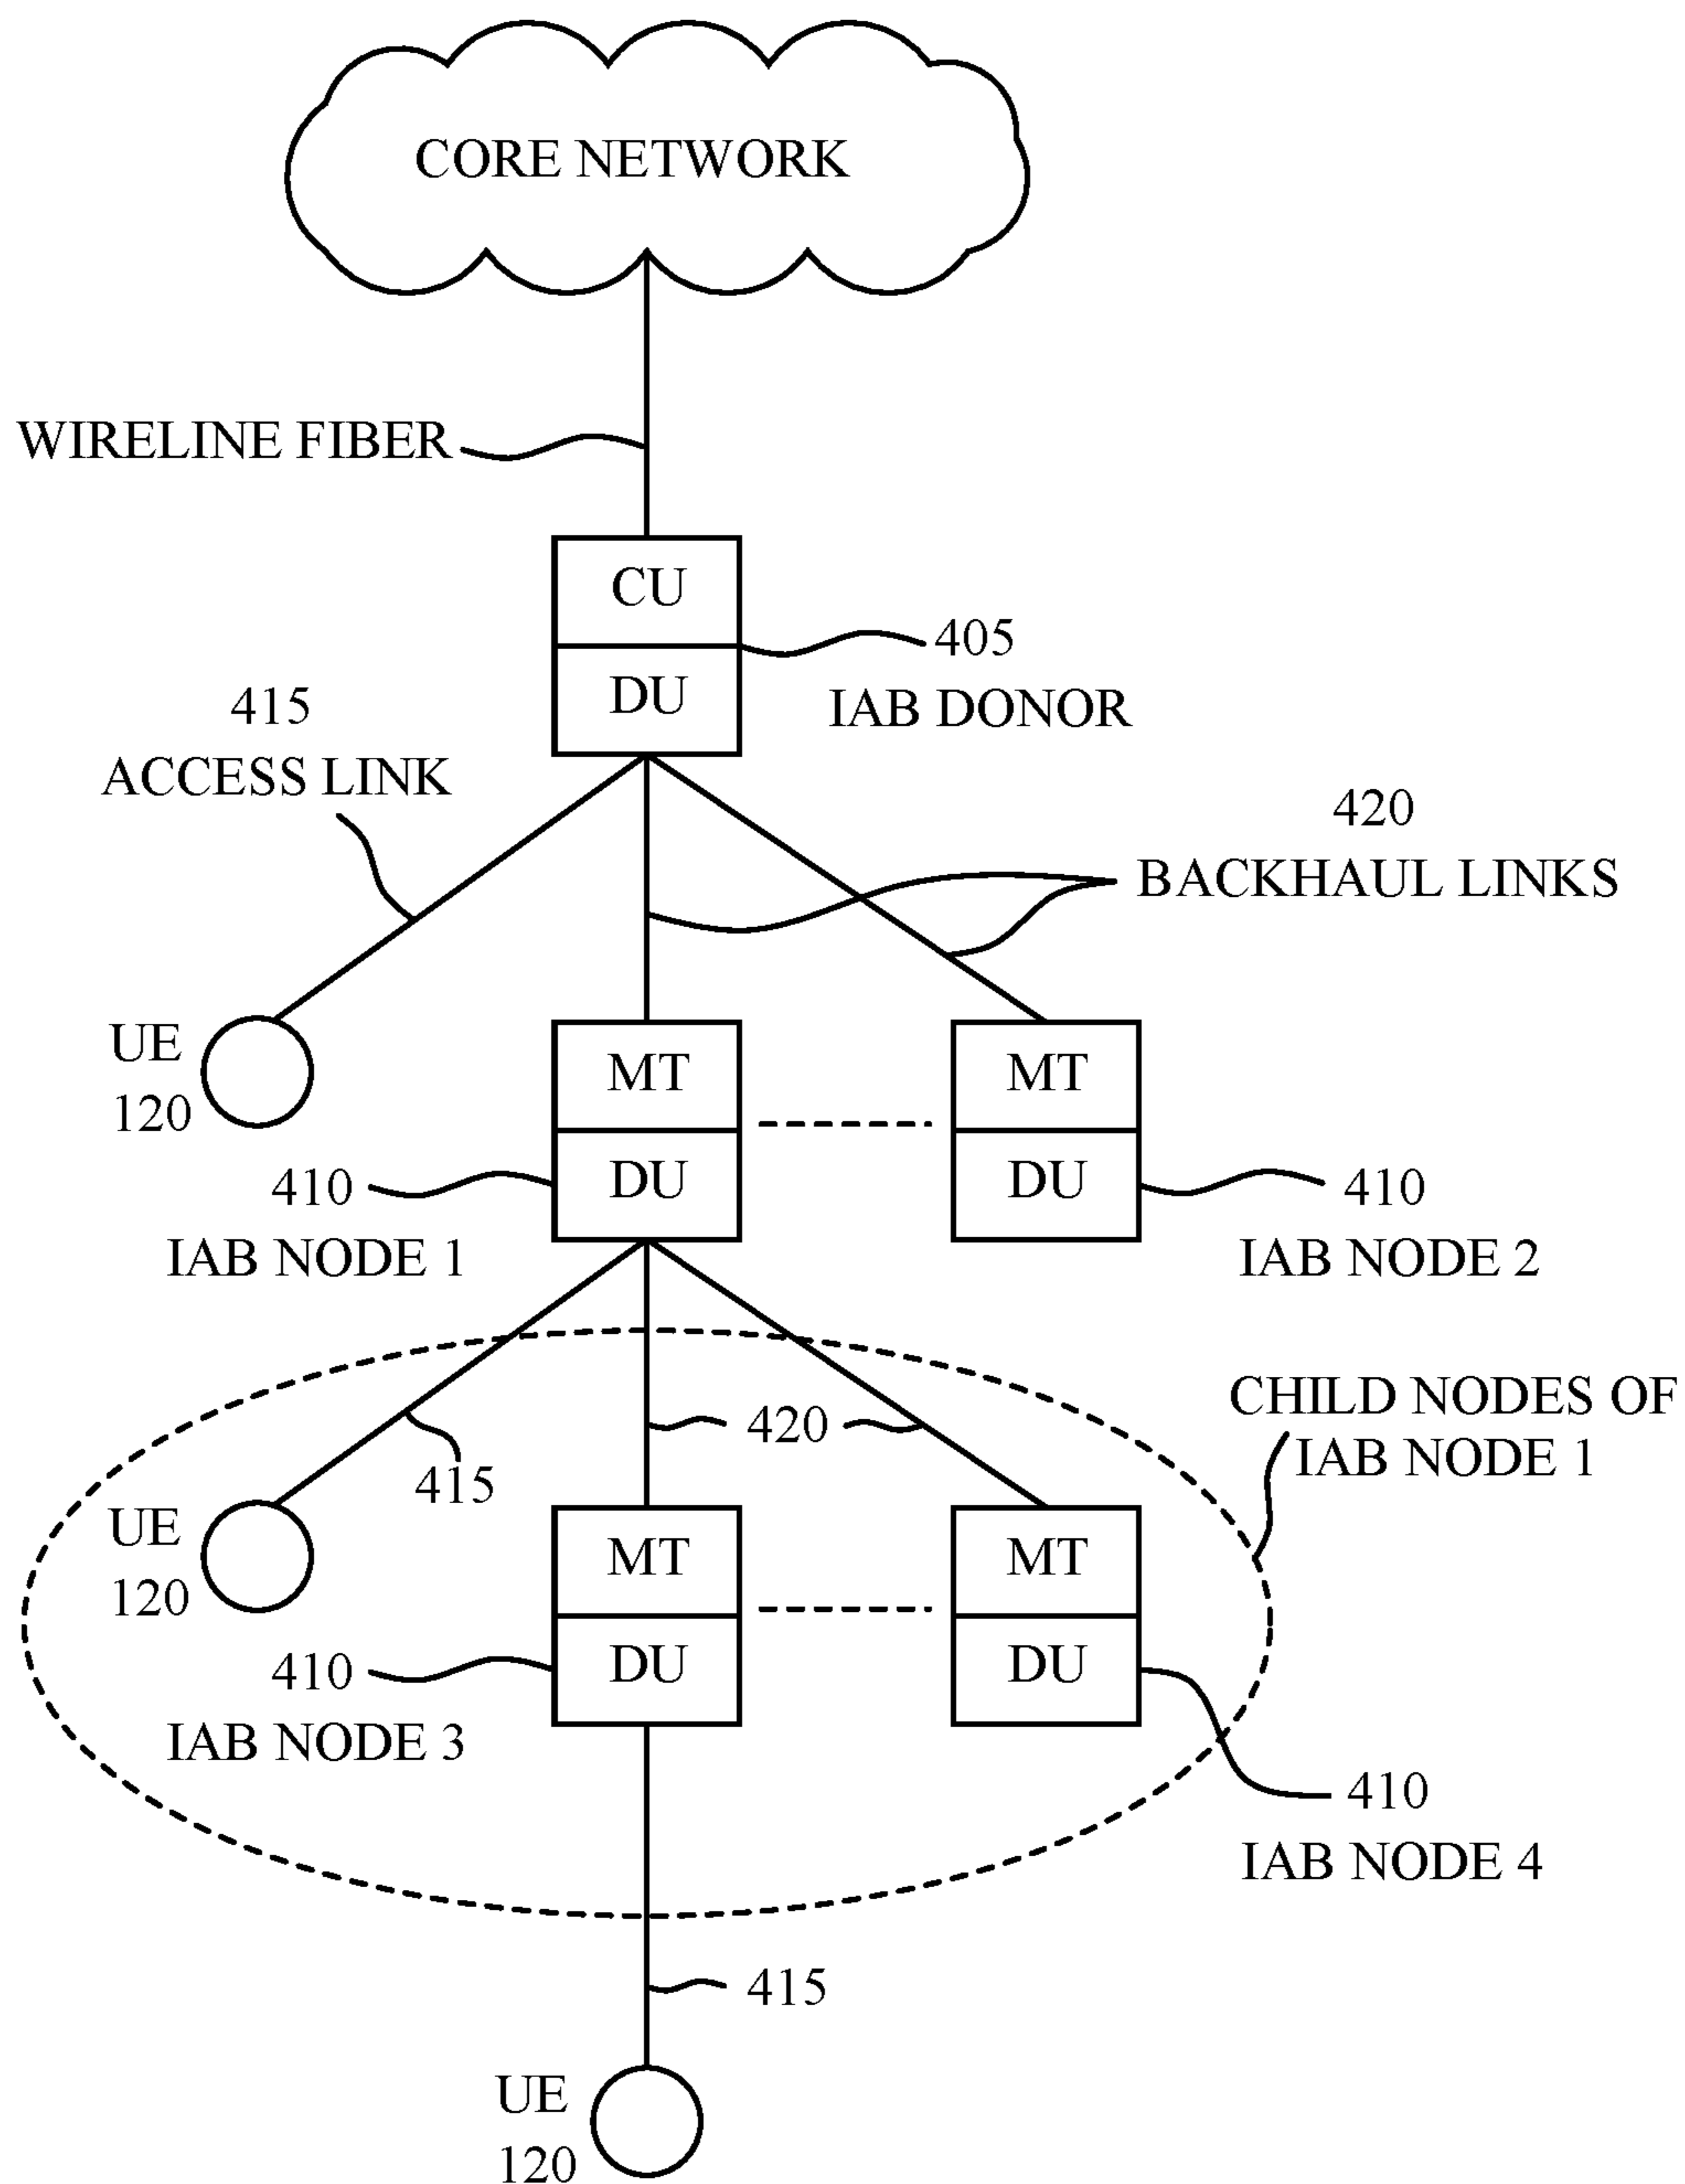 CORE NETWORK
WIRELINE FIBER
CU
DU
405
IAB DONOR
415
ACCESS LINK
420
BACKHAUL LINKS
UE
120
MT
DU
MT
DU
410
IAB NODE 1
410
IAB NODE 2
CHILD NODES OF
IAB NODE 1
420
415
UE
120
MT
DU
MT
DU
410
IAB NODE 3
410
IAB NODE 4
415
UE
120